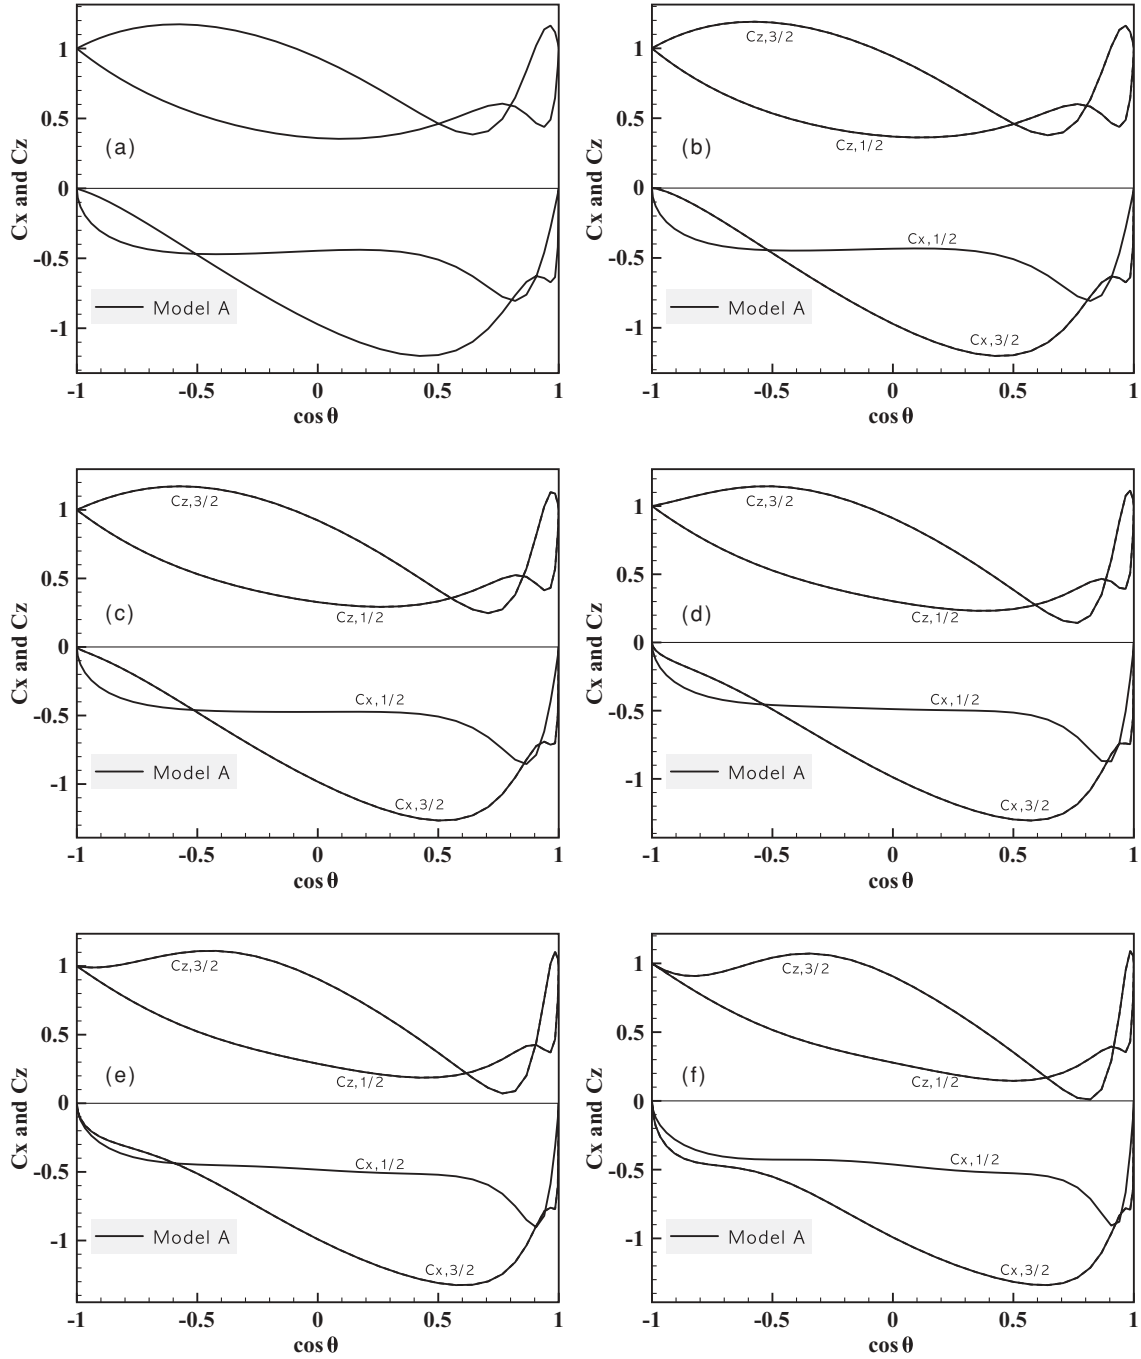 1
0.5
0
-0.5
-1
Cx and Cz
(a)
Model A
-1 -0.5 0 0.5 1
cos θ
1
0.5
0
-0.5
-1
Cx and Cz
Cz,3/2
(b)
Cz,1/2
Cx,1/2
Model A
Cx,3/2
-1 -0.5 0 0.5 1
cos θ
1
0.5
0
-0.5
-1
Cx and Cz
Cz,3/2
(c)
Cz,1/2
Cx,1/2
Model A
Cx,3/2
-1 -0.5 0 0.5 1
cos θ
1
0.5
0
-0.5
-1
Cx and Cz
Cz,3/2
(d)
Cz,1/2
Cx,1/2
Model A
Cx,3/2
-1 -0.5 0 0.5 1
cos θ
1
0.5
0
-0.5
-1
Cx and Cz
Cz,3/2
(e)
Cz,1/2
Cx,1/2
Model A
Cx,3/2
-1 -0.5 0 0.5 1
cos θ
1
0.5
0
-0.5
-1
Cx and Cz
Cz,3/2
(f)
Cz,1/2
Cx,1/2
Model A
Cx,3/2
-1 -0.5 0 0.5 1
cos θ